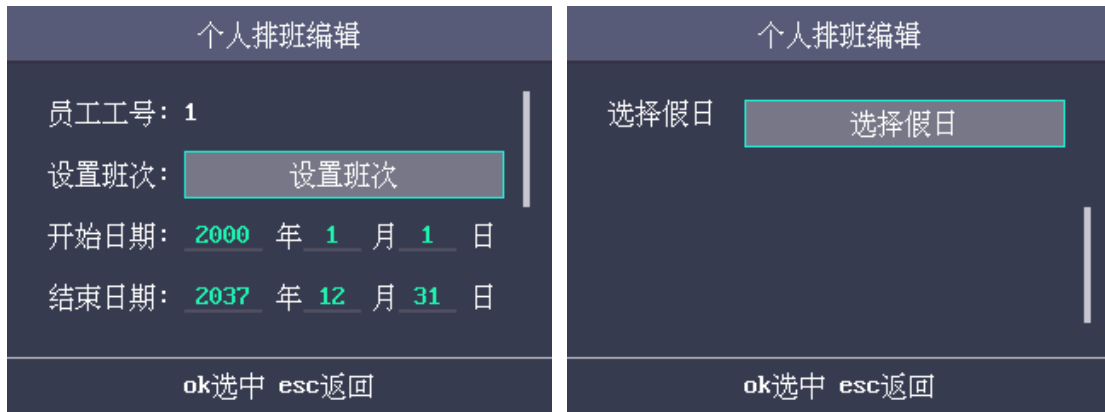 个人排班编辑
员工工号: 1
设置班次: 设置班次
开始日期: 2000 年 1 月 1 日
结束日期: 2037 年 12 月 31 日
ok选中 esc返回
个人排班编辑
选择假日 选择假日
ok选中 esc返回